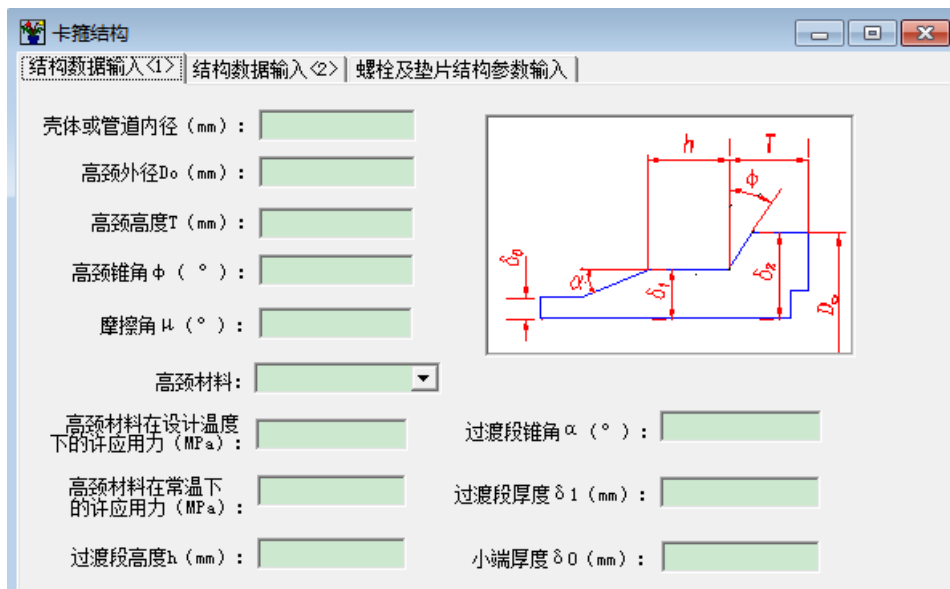 卡箍结构
结构数据输入<1> 结构数据输入<2> 螺栓及垫片结构参数输入
壳体或管道内径(mm):
高颈外径Do(mm):
高颈高度T(mm):
高颈锥角φ(°):
摩擦角μ(°):
高颈材料:
高颈材料在设计温度
下的许应用力(MPa):
高颈材料在常温下
的许应用力(MPa):
过渡段高度h(mm):
h T
φ
δ0
α
δ1
δ2
Do
过渡段锥角α(°):
过渡段厚度δ1(mm):
小端厚度δ0(mm):